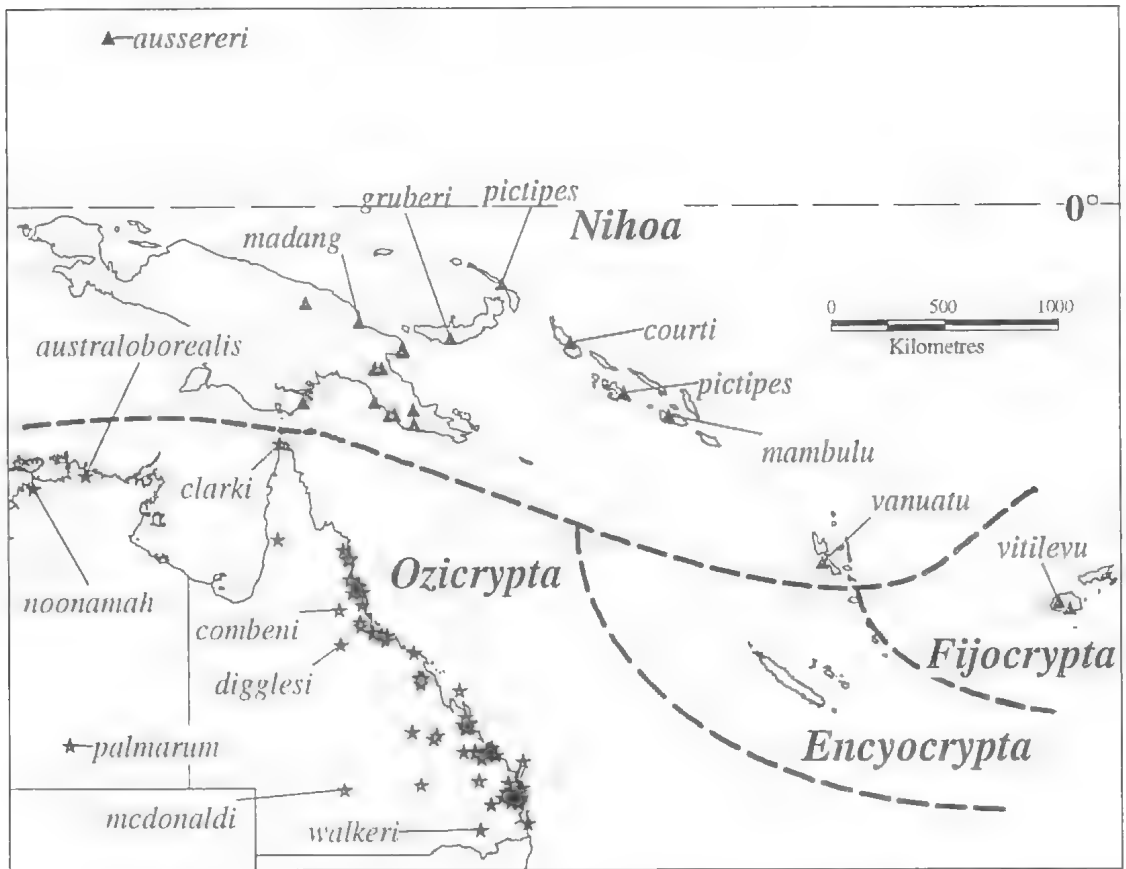 aussereri
pictipes
gruberi
0°
Nihoa
madang
0 500 1000
Kilometres
courti
australoborealis
pictipes
mambulu
clarki
vanuatu
vitilevu
Ozicrypta
noonamah
combeni
Fijocrypta
digglesi
palmarum
Encyocrypta
mcdonaldi
walkeri